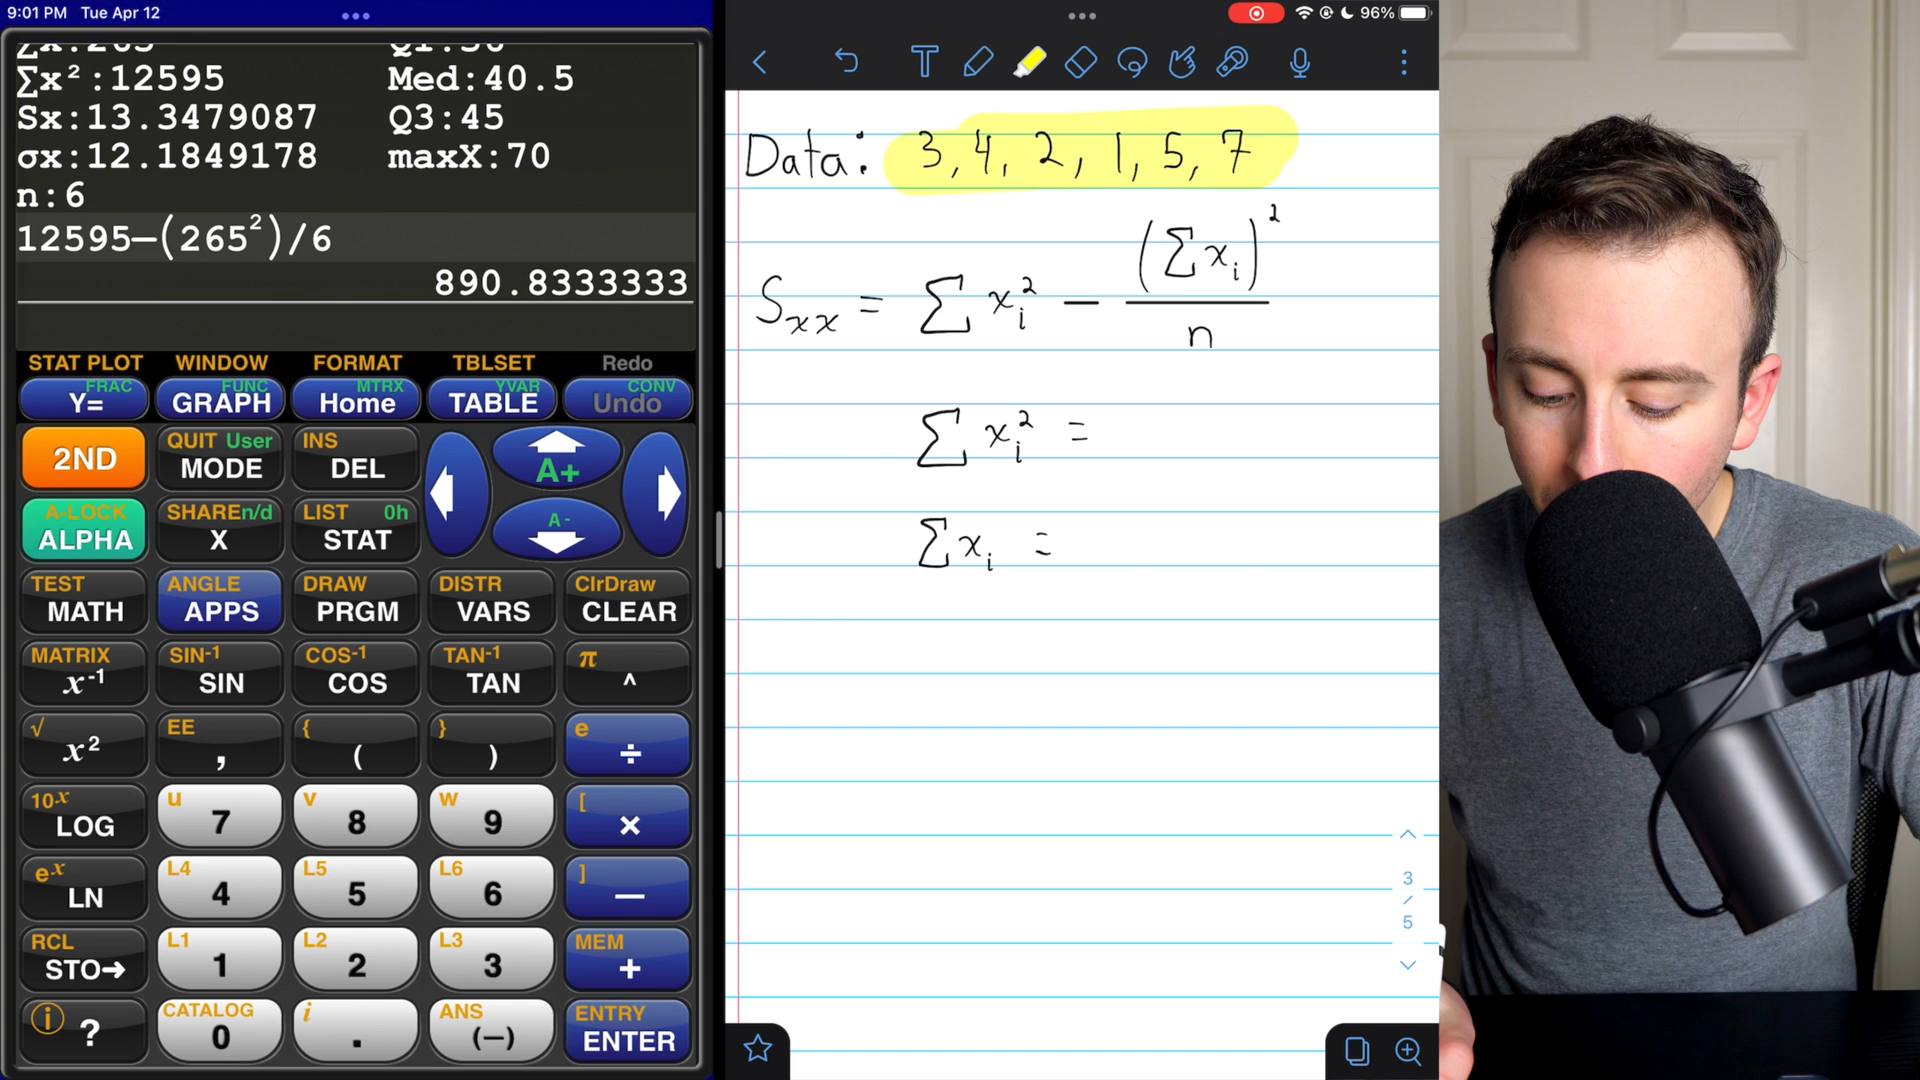 9:01 PM Tue Apr 12
96%
Σx:265 Q1:30
Σx²:12595 Med:40.5
Sx:13.3479087 Q3:45
σx:12.1849178 maxX:70
n:6
12595−(265²)/6
890.8333333
STAT PLOT WINDOW FORMAT TBLSET Redo
FRAC FUNC MTRX YVAR CONV
Y= GRAPH Home TABLE Undo
QUIT User INS
2ND MODE DEL A+
A-LOCK SHARE n/d LIST 0h A-
ALPHA X STAT
TEST ANGLE DRAW DISTR ClrDraw
MATH APPS PRGM VARS CLEAR
MATRIX SIN⁻¹ COS⁻¹ TAN⁻¹ π
x⁻¹ SIN COS TAN ^
√ EE { } e
x² , ( ) ÷
10ˣ u v w [
LOG 7 8 9 ×
eˣ L4 L5 L6 ]
LN 4 5 6 −
RCL L1 L2 L3 MEM
STO➔ 1 2 3 +
i CATALOG i ANS ENTRY
? 0 . (−) ENTER
T
Data: 3, 4, 2, 1, 5, 7
Sxx = Σ xᵢ² − (Σ xᵢ)² / n
Σ xᵢ² =
Σ xᵢ =
3
/
5